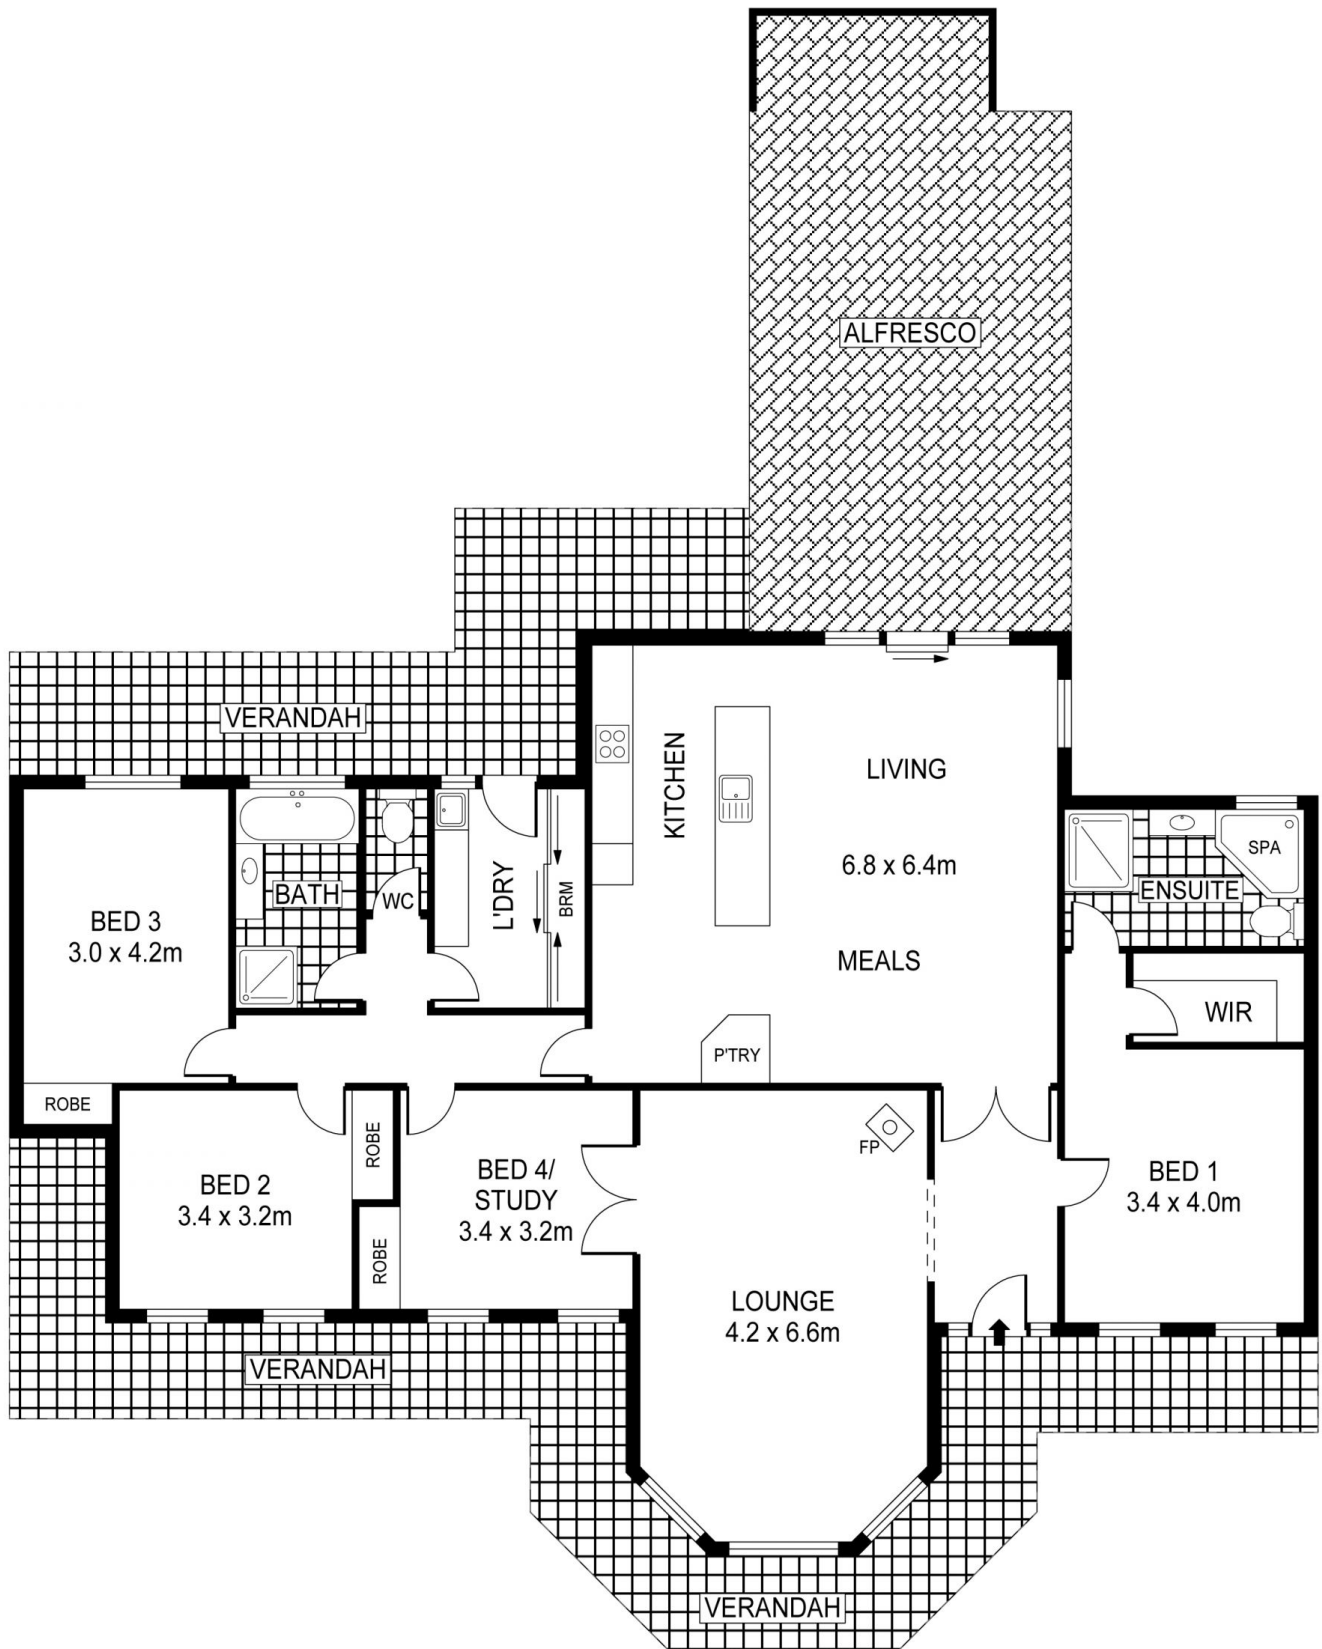 ALFRESCO
VERANDAH
KITCHEN
LIVING
6.8 x 6.4m
MEALS
P'TRY
BED 3
3.0 x 4.2m
ROBE
BATH
WC
L'DRY
BRM
ENSUITE
SPA
WIR
BED 2
3.4 x 3.2m
ROBE
ROBE
BED 4/
STUDY
3.4 x 3.2m
FP
LOUNGE
4.2 x 6.6m
BED 1
3.4 x 4.0m
VERANDAH
VERANDAH